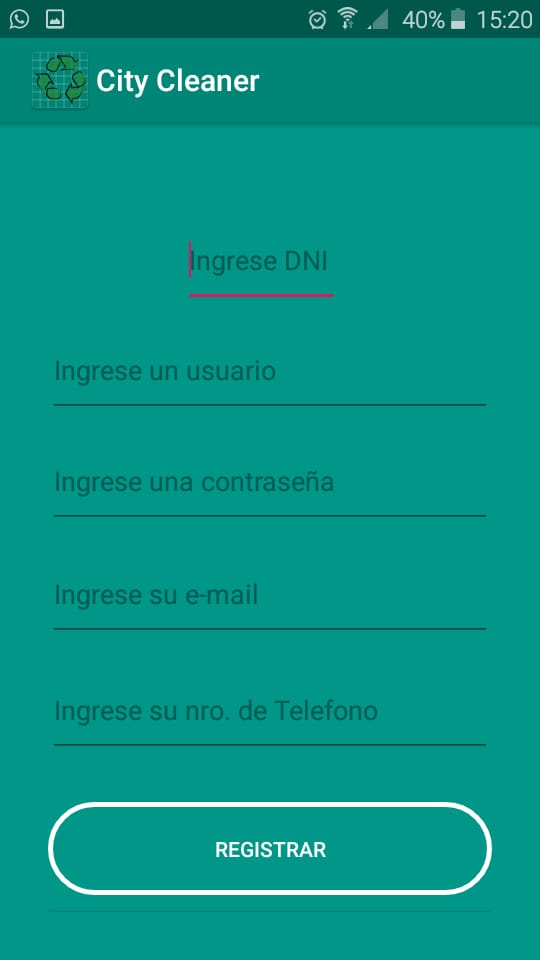 40% 15:20
City Cleaner
Ingrese DNI
Ingrese un usuario
Ingrese una contraseña
Ingrese su e-mail
Ingrese su nro. de Telefono
REGISTRAR